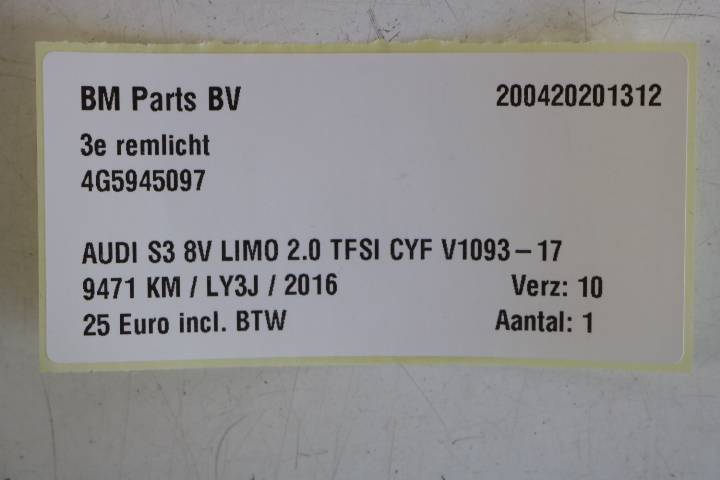 BM Parts BV 200420201312
3e remlicht
4G5945097
AUDI S3 8V LIMO 2.0 TFSI CYF V1093-17
9471 KM / LY3J / 2016 Verz: 10
25 Euro incl. BTW Aantal: 1